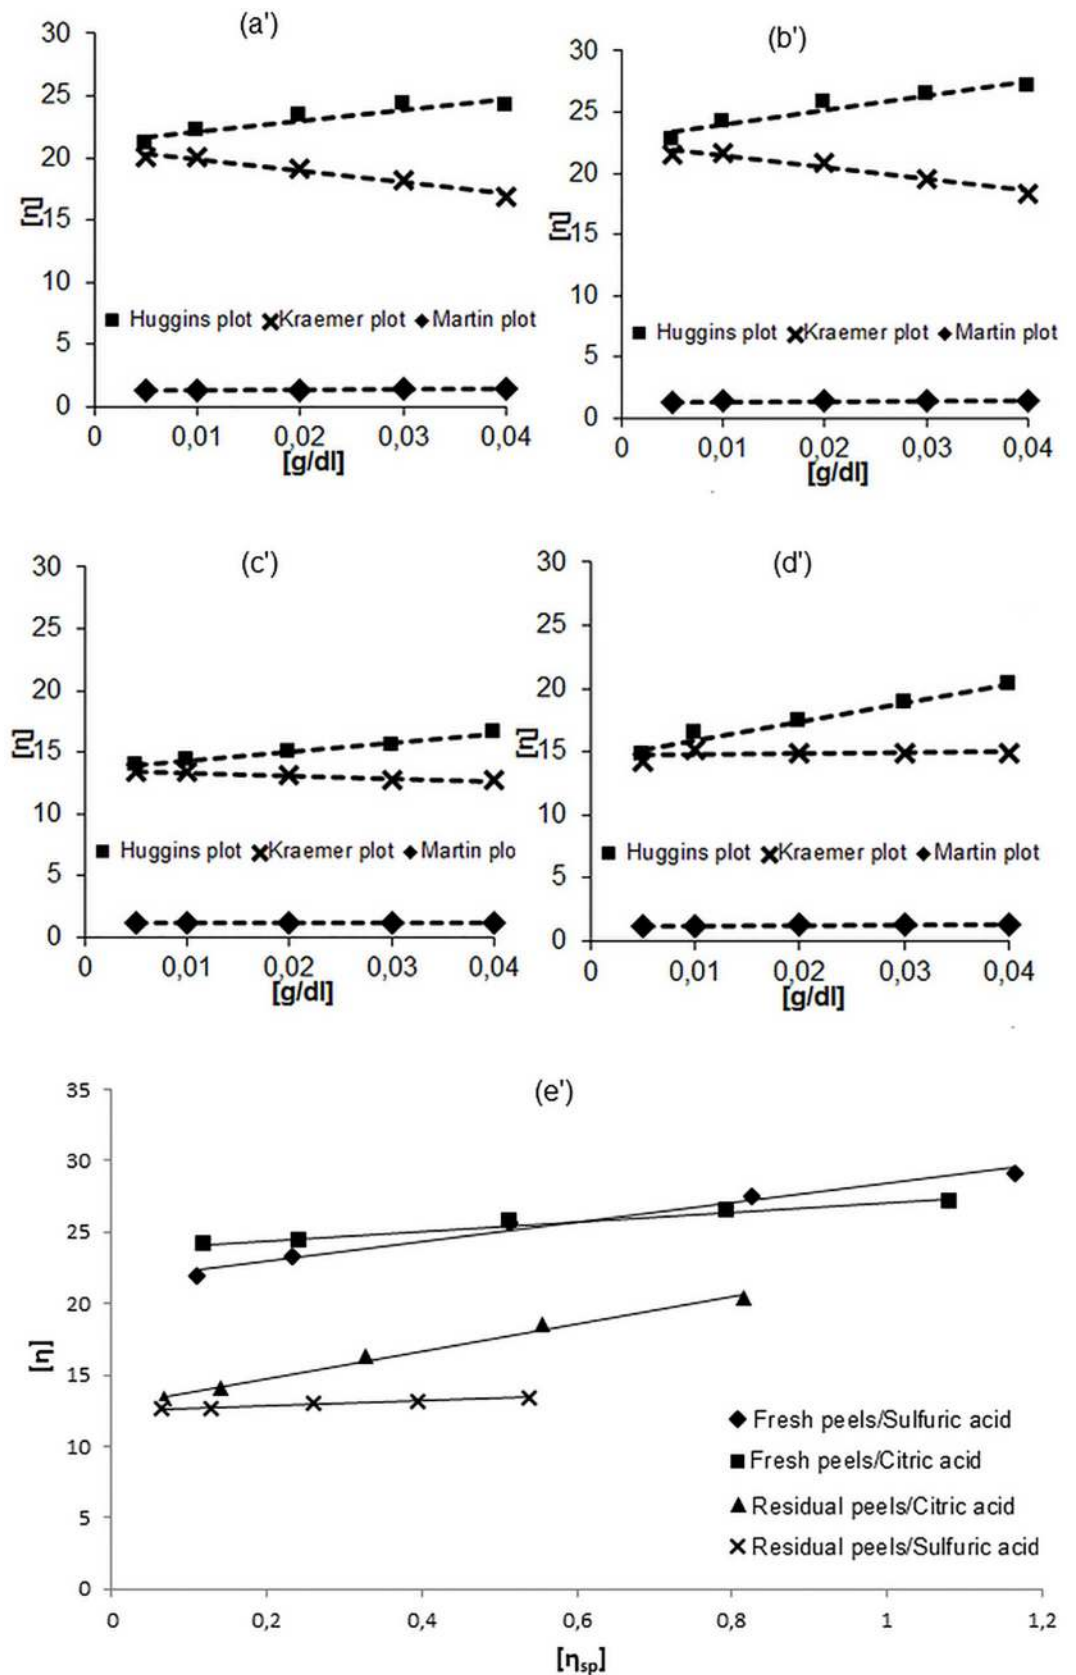 (a')
30
25
20
15
10
5
0
[η]
■ Huggins plot ×Kraemer plot ◆ Martin plot
0 0,01 0,02 0,03 0,04
[g/dl]
(b')
30
25
20
15
10
5
0
[η]
■ Huggins plot ×Kraemer plot ◆ Martin plot
0 0,01 0,02 0,03 0,04
[g/dl]
(c')
30
25
20
15
10
5
0
[η]
■ Huggins plot ×Kraemer plot ◆ Martin plo
0 0,01 0,02 0,03 0,04
[g/dl]
(d')
30
25
20
15
10
5
0
[η]
■ Huggins plot ×Kraemer plot ◆ Martin plot
0 0,01 0,02 0,03 0,04
[g/dl]
(e')
35
30
25
20
15
10
5
0
[η]
◆ Fresh peels/Sulfuric acid
■ Fresh peels/Citric acid
▲ Residual peels/Citric acid
× Residual peels/Sulfuric acid
0 0,2 0,4 0,6 0,8 1 1,2
[ηsp]